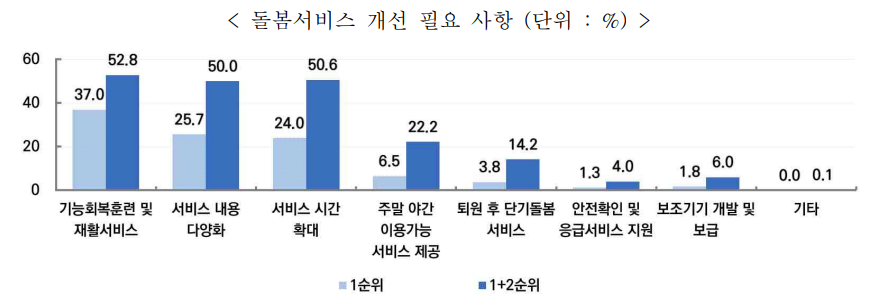 < 돌봄서비스 개선 필요 사항 (단위 : %) >
60
40
20
0
37.0 52.8
25.7 50.0
24.0 50.6
6.5 22.2
3.8 14.2
1.3 4.0
1.8 6.0
0.0 0.1
기능회복훈련 및
재활서비스
서비스 내용
다양화
서비스 시간
확대
주말 야간
이용가능
서비스 제공
퇴원 후 단기돌봄
서비스
안전확인 및
응급서비스 지원
보조기기 개발 및
보급
기타
1순위 1+2순위